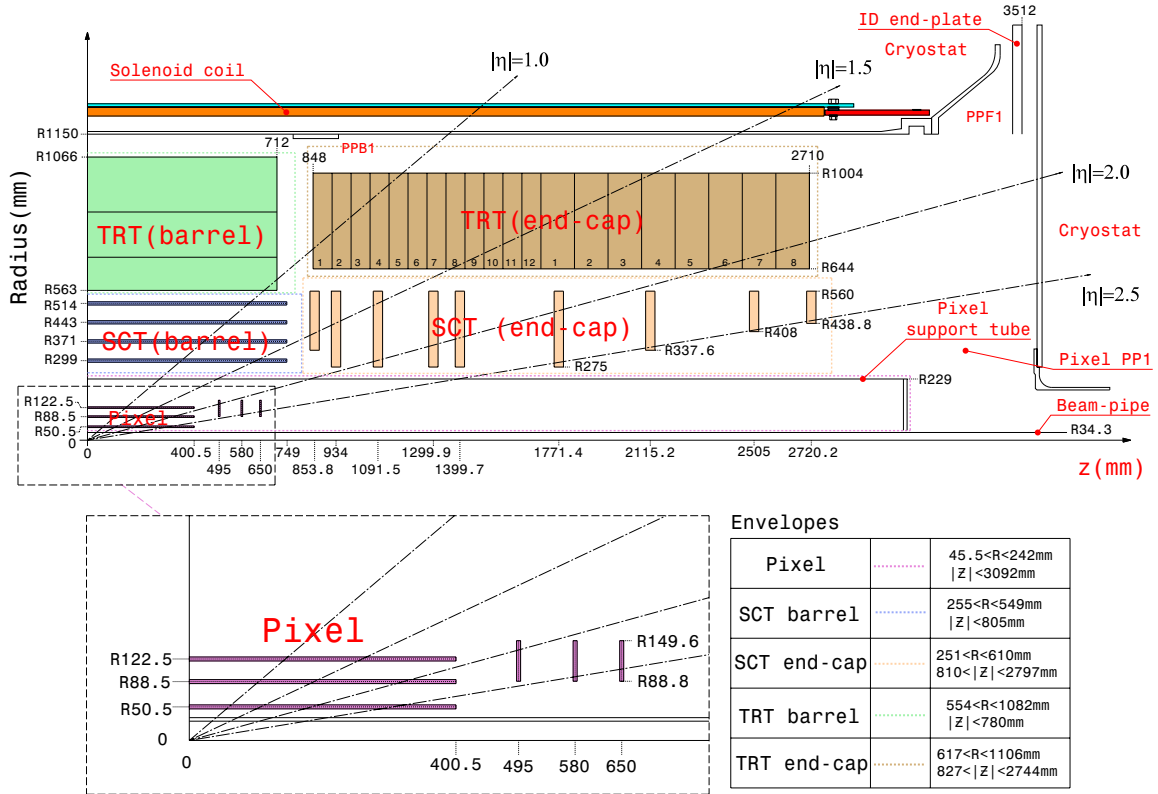 3512
ID end-plate
Cryostat
|η|=1.0
|η|=1.5
Solenoid coil
PPF1
R1150
712
PPB1
R1066
848
2710
R1004
|η|=2.0
Radius(mm)
TRT(barrel)
TRT(end-cap)
Cryostat
1 2 3 4 5 6 7 8 9 10 11 12 1 2 3 4 5 6 7 8
R644
R563
R560
|η|=2.5
R514
R443
SCT(barrel)
SCT (end-cap)
R438.8
R408
Pixel
support tube
R371
R337.6
R299
R275
Pixel PP1
R229
R122.5
R88.5
Pixel
R50.5
Beam-pipe
R34.3
0
0 400.5 580 749 934 1299.9 1771.4 2115.2 2505 2720.2
495 650 853.8 1091.5 1399.7
z(mm)
Pixel
R149.6
R122.5
R88.5
R88.8
R50.5
0
0
400.5 495 580 650
Envelopes
Pixel
45.5<R<242mm
|Z|<3092mm
SCT barrel
255<R<549mm
|Z|<805mm
SCT end-cap
251<R<610mm
810<|Z|<2797mm
TRT barrel
554<R<1082mm
|Z|<780mm
TRT end-cap
617<R<1106mm
827<|Z|<2744mm